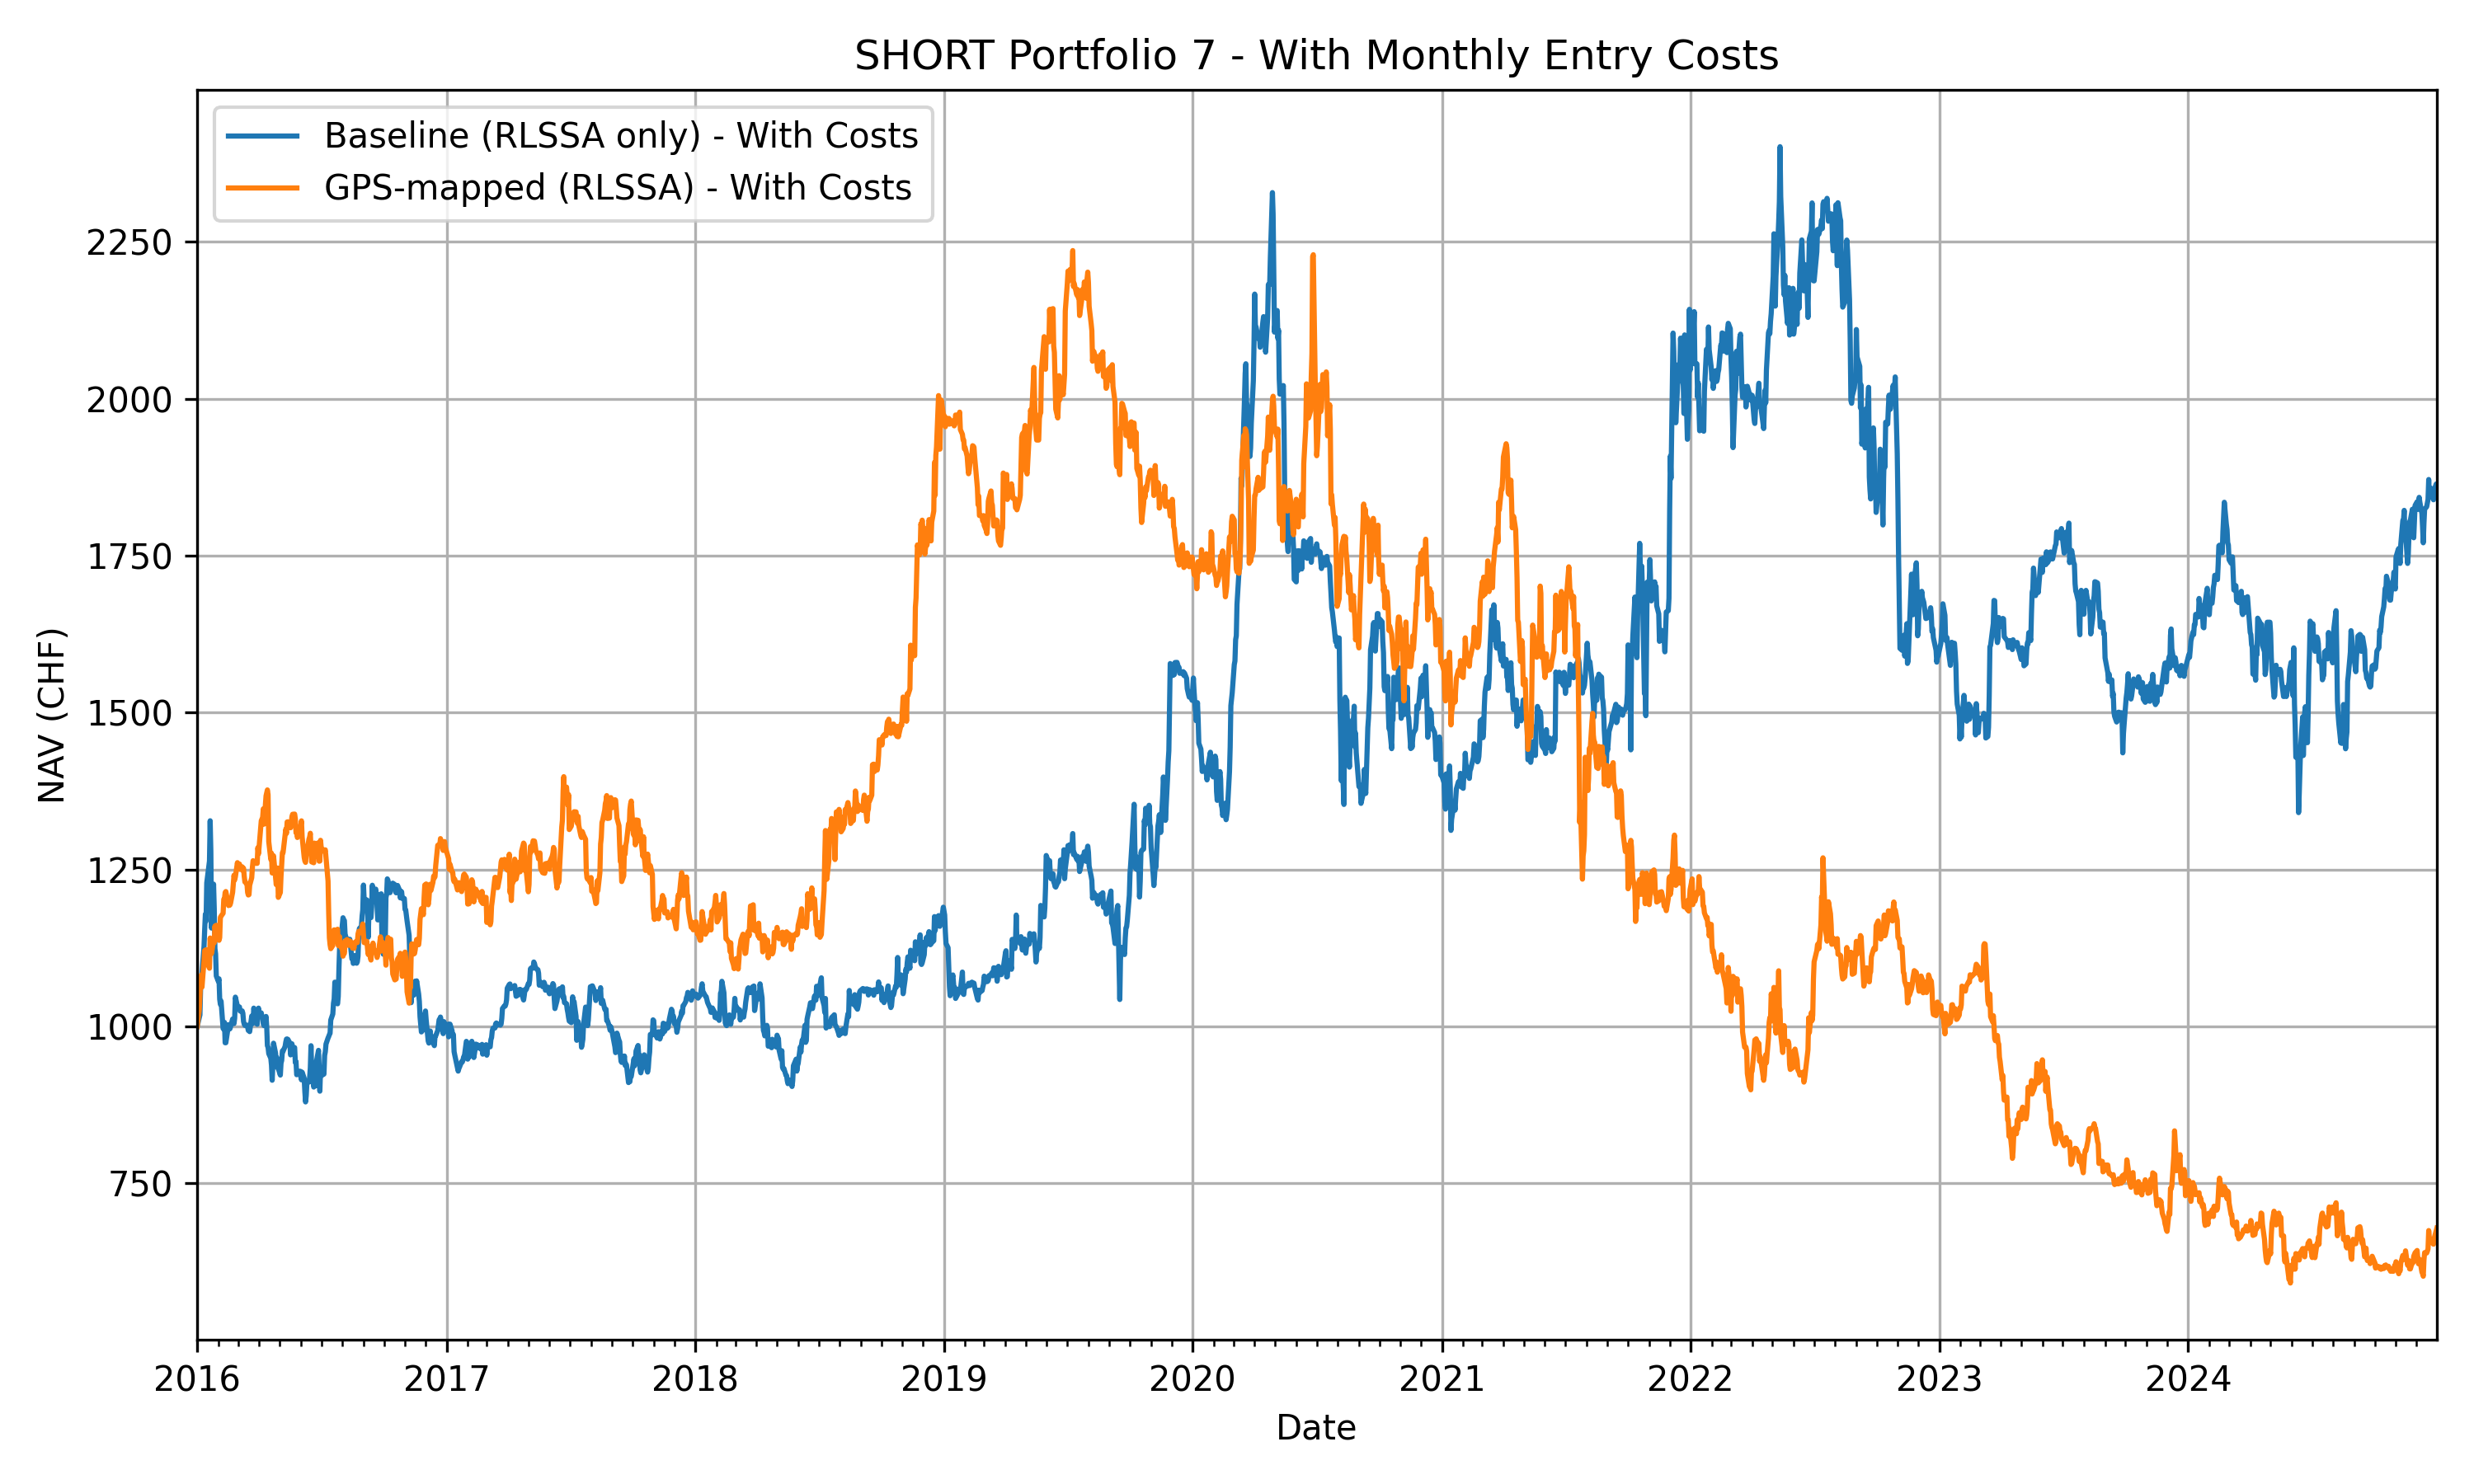 SHORT Portfolio 7 - With Monthly Entry Costs
Baseline (RLSSA only) - With Costs
GPS-mapped (RLSSA) - With Costs
2250
2000
1750
1500
1250
1000
750
NAV (CHF)
2016 2017 2018 2019 2020 2021 2022 2023 2024
Date